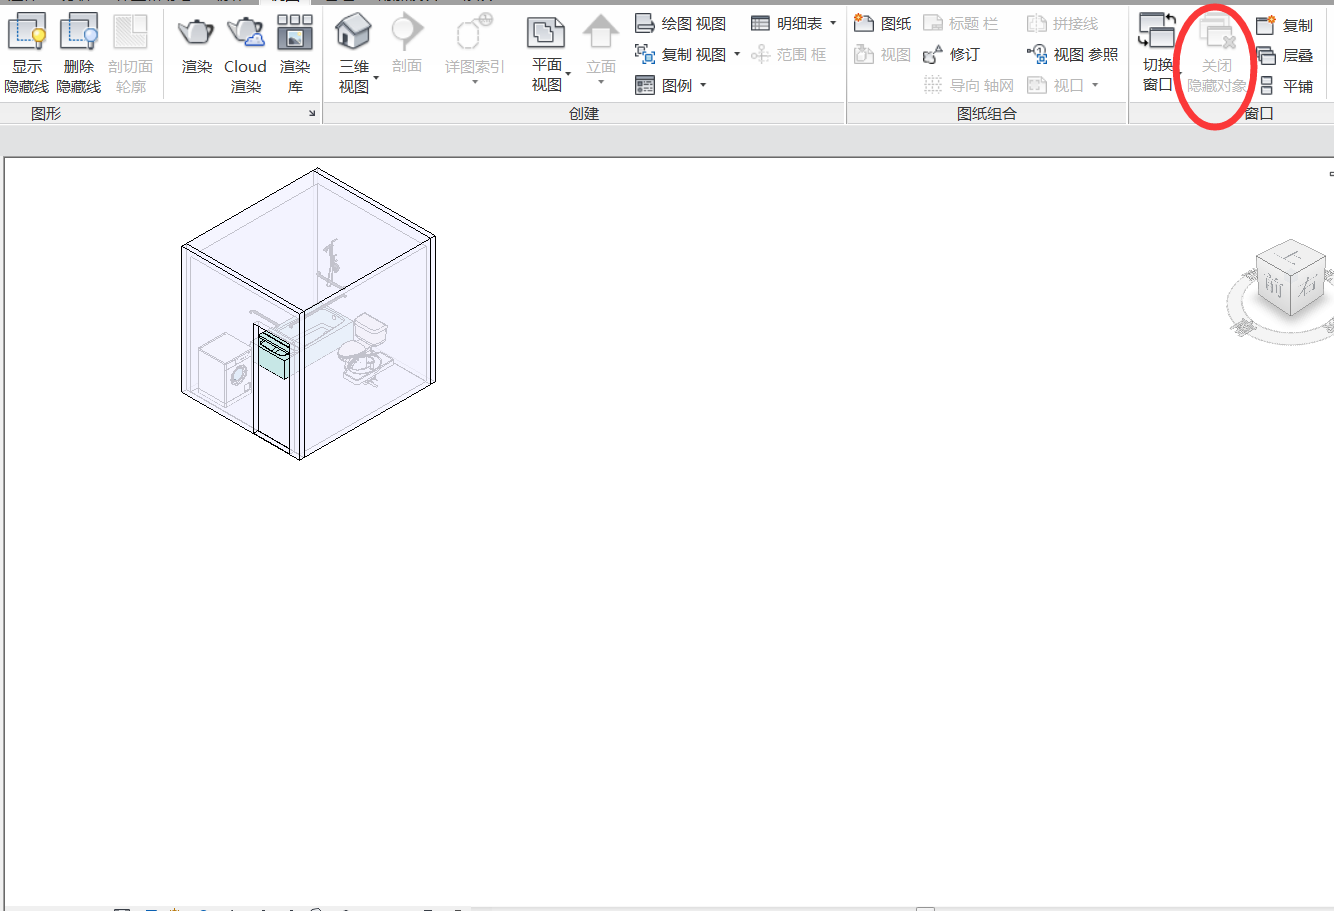 显示
隐藏线
删除
隐藏线
剖切面
轮廓
渲染
Cloud
渲染
渲染
库
三维
视图
剖面
详图索引
平面
视图
立面
绘图 视图
复制 视图
图例
明细表
范围 框
图纸
视图
标题 栏
修订
导向 轴网
拼接线
视图 参照
视口
切换
窗口
关闭
隐藏对象
复制
层叠
平铺
图形
创建
图纸组合
窗口
上
前
右